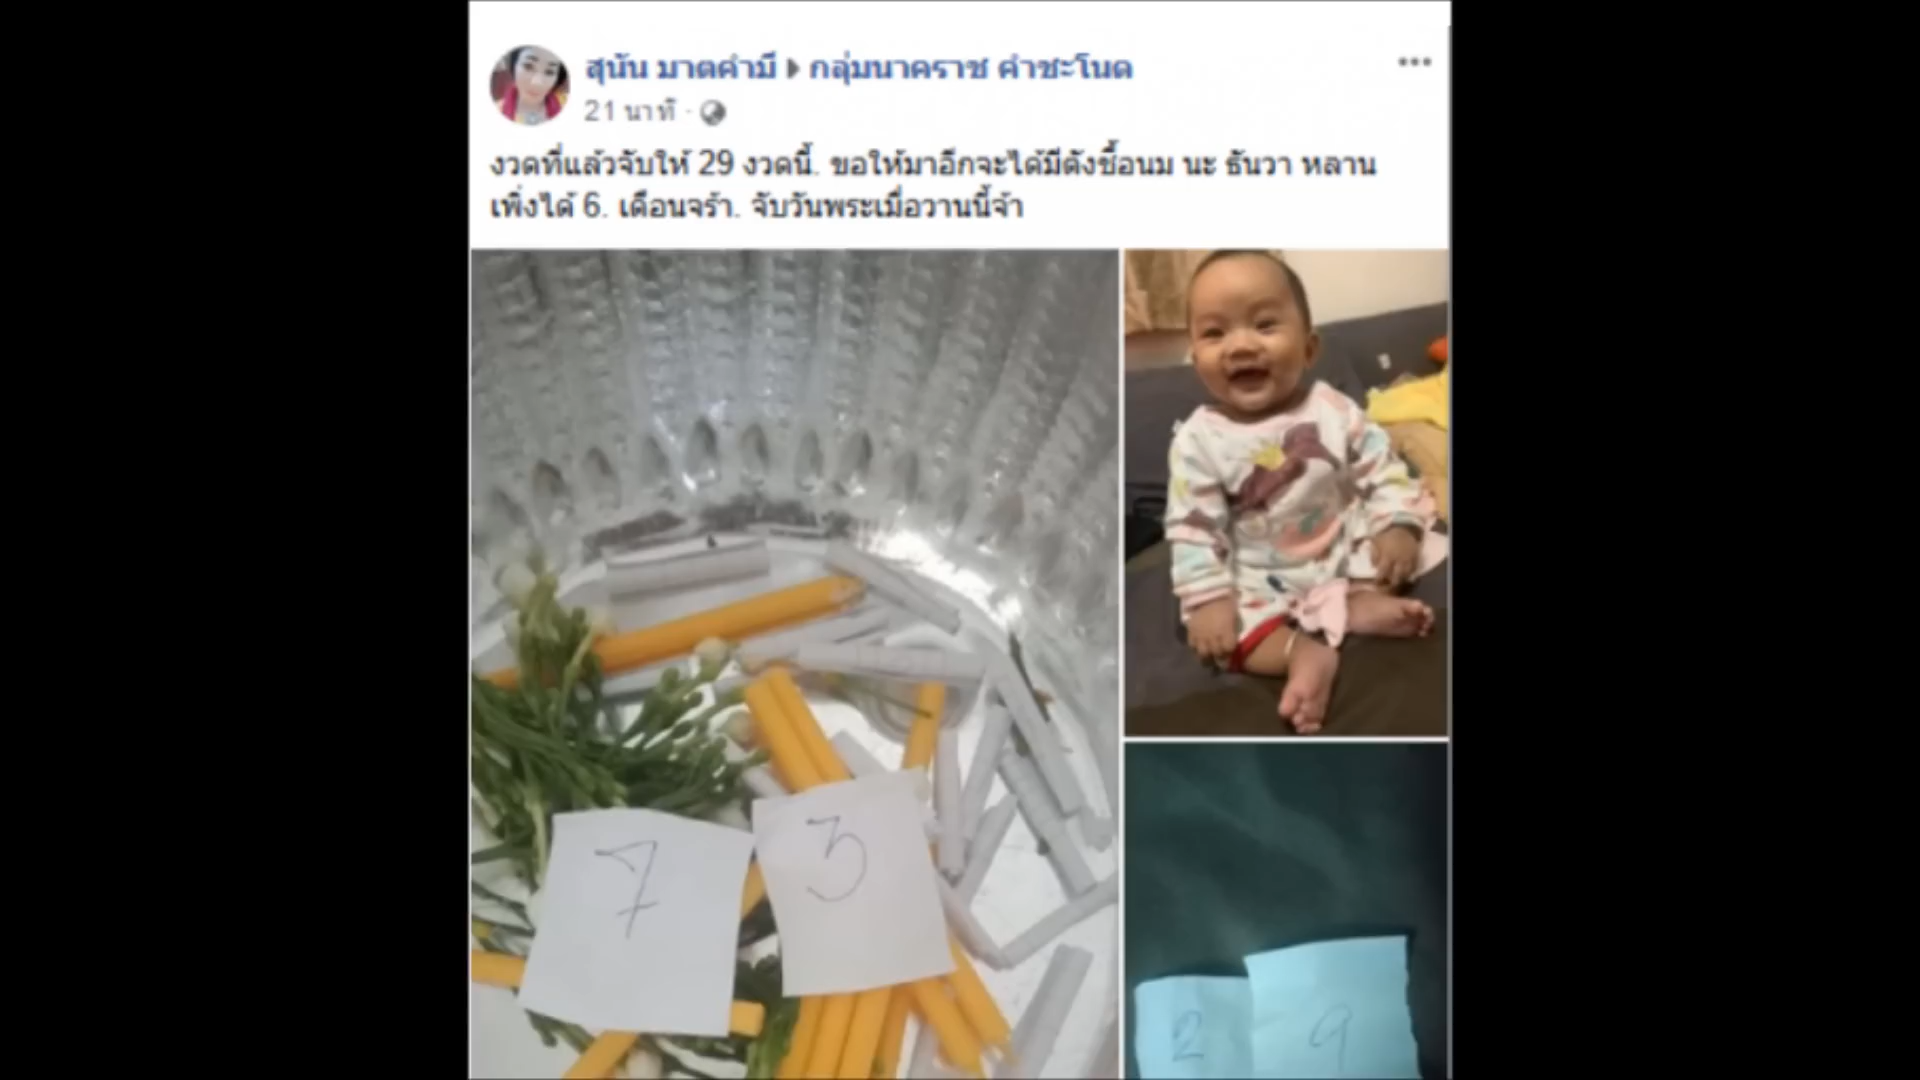 สุนัน มาตคำมี ▸ กลุ่มนาคราช คำชะโนด
21 นาที ·
งวดที่แล้วจับให้ 29 งวดนี้. ขอให้มาอีกจะได้มีตังซื้อนม นะ ธันวา หลาน
เพิ่งได้ 6. เดือนจร้า. จับวันพระเมื่อวานนี้จ้า
7 3
2 9